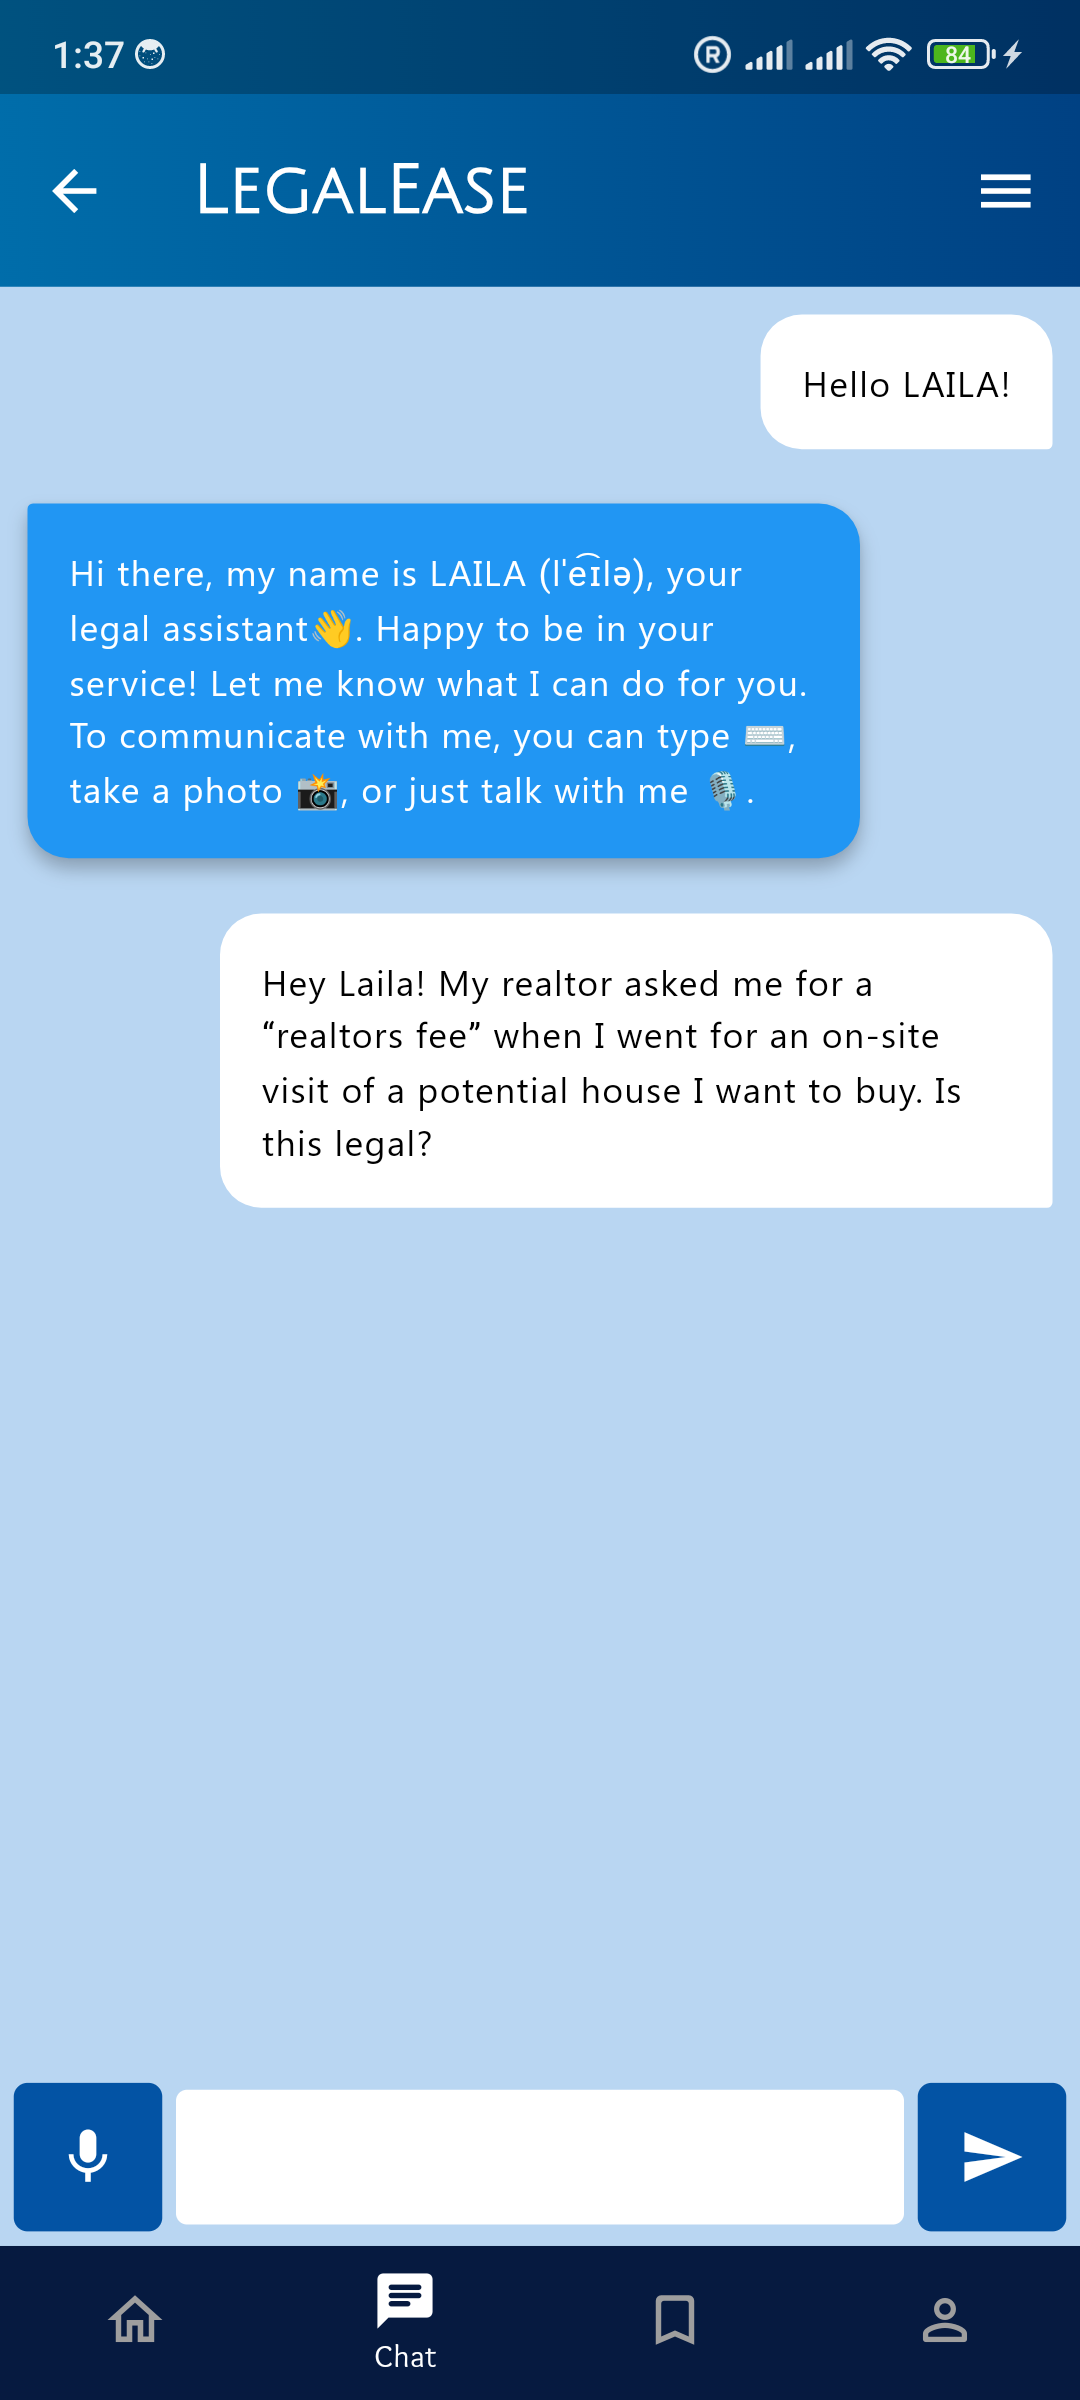 1:37
R
84
LEGALEASE
Hello LAILA!
Hi there, my name is LAILA (lˈe͡ɪlə), your
legal assistant👋. Happy to be in your
service! Let me know what I can do for you.
To communicate with me, you can type ⌨️,
take a photo 📸, or just talk with me 🎙️.
Hey Laila! My realtor asked me for a
“realtors fee” when I went for an on-site
visit of a potential house I want to buy. Is
this legal?
Chat